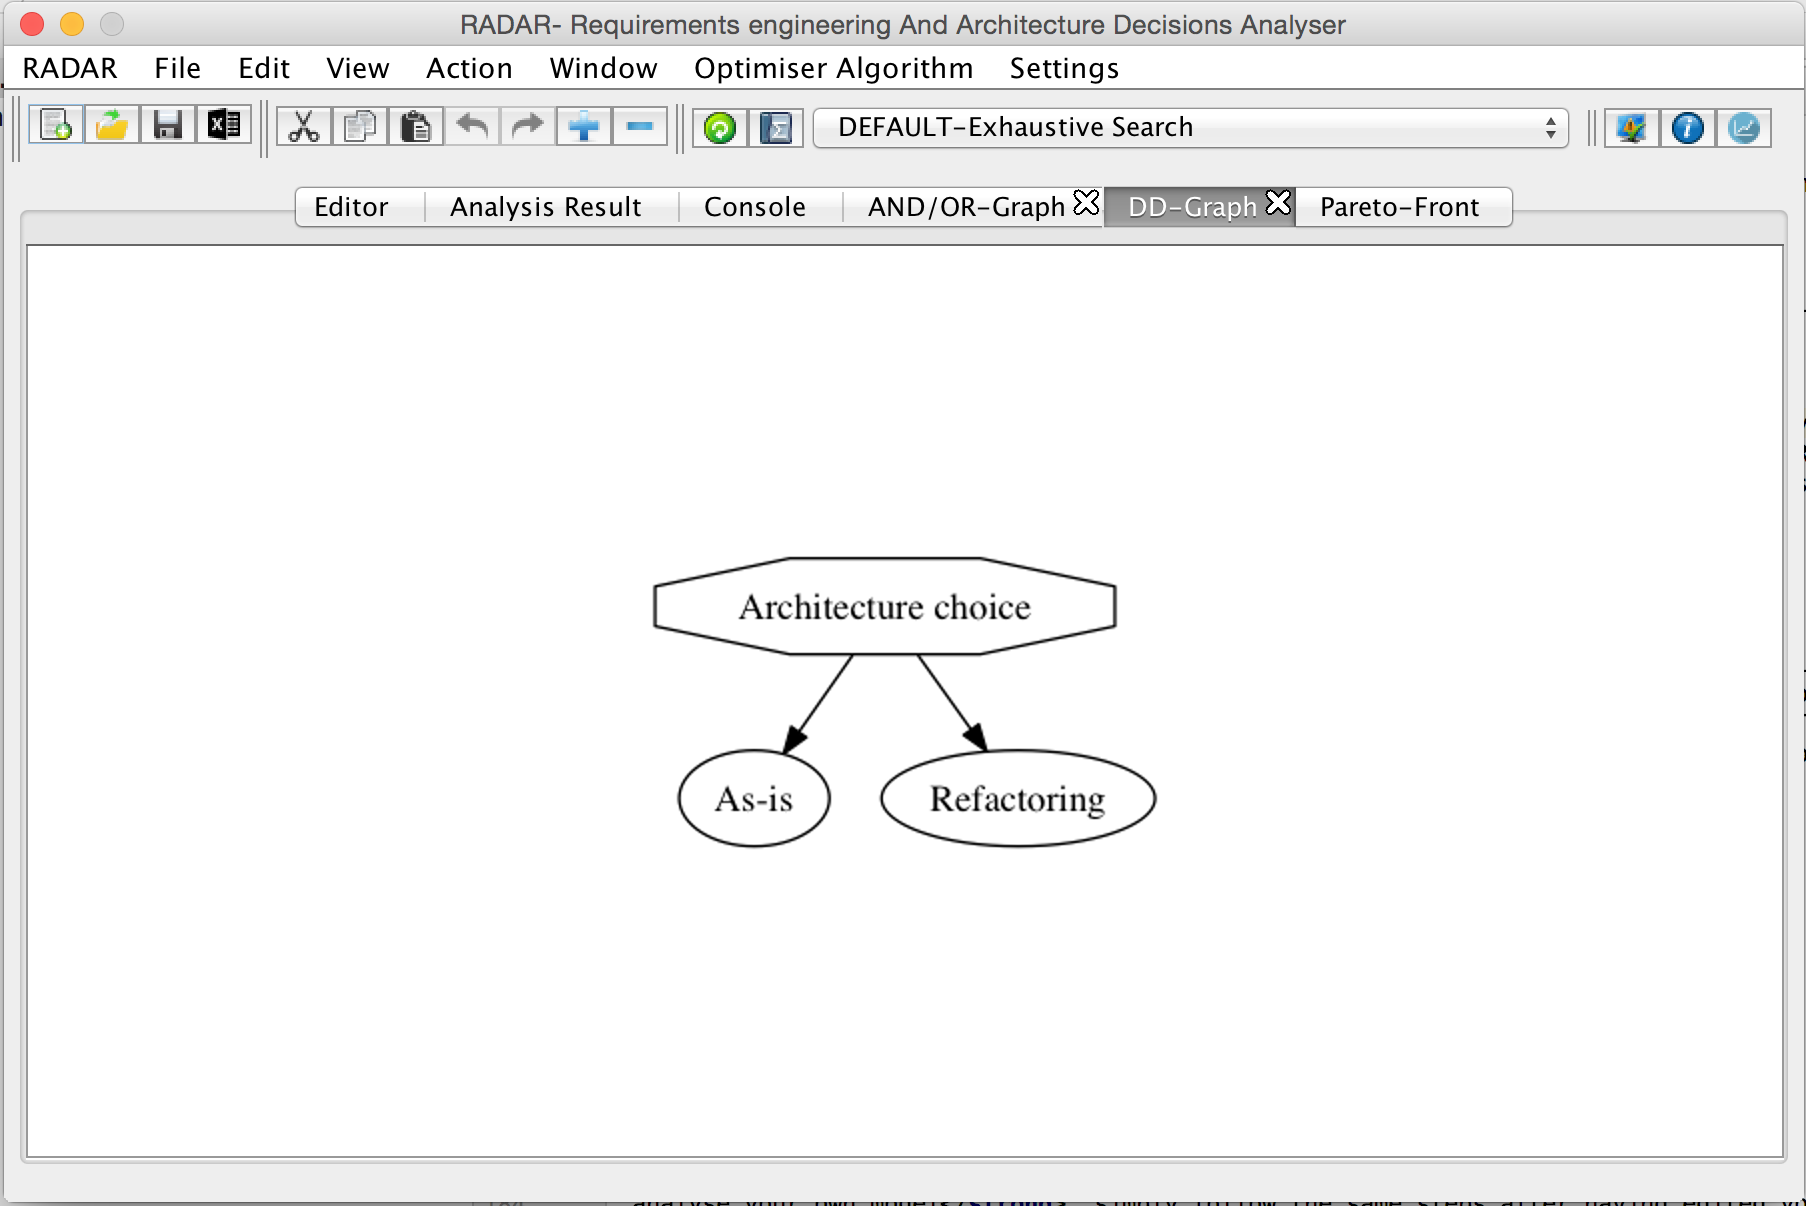 RADAR- Requirements engineering And Architecture Decisions Analyser
RADAR File Edit View Action Window Optimiser Algorithm Settings
DEFAULT-Exhaustive Search
Editor Analysis Result Console AND/OR-Graph DD-Graph Pareto-Front
Architecture choice
As-is Refactoring